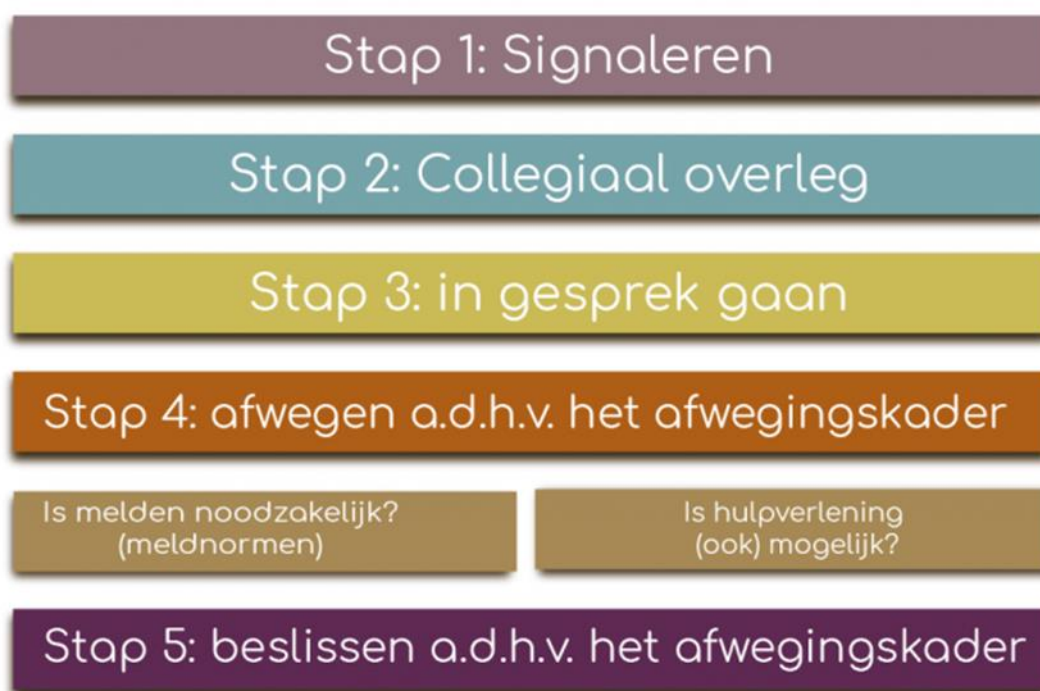 Stap 1: Signaleren
Stap 2: Collegiaal overleg
Stap 3: in gesprek gaan
Stap 4: afwegen a.d.h.v. het afwegingskader
Is melden noodzakelijk?
(meldnormen)
Is hulpverlening
(ook) mogelijk?
Stap 5: beslissen a.d.h.v. het afwegingskader